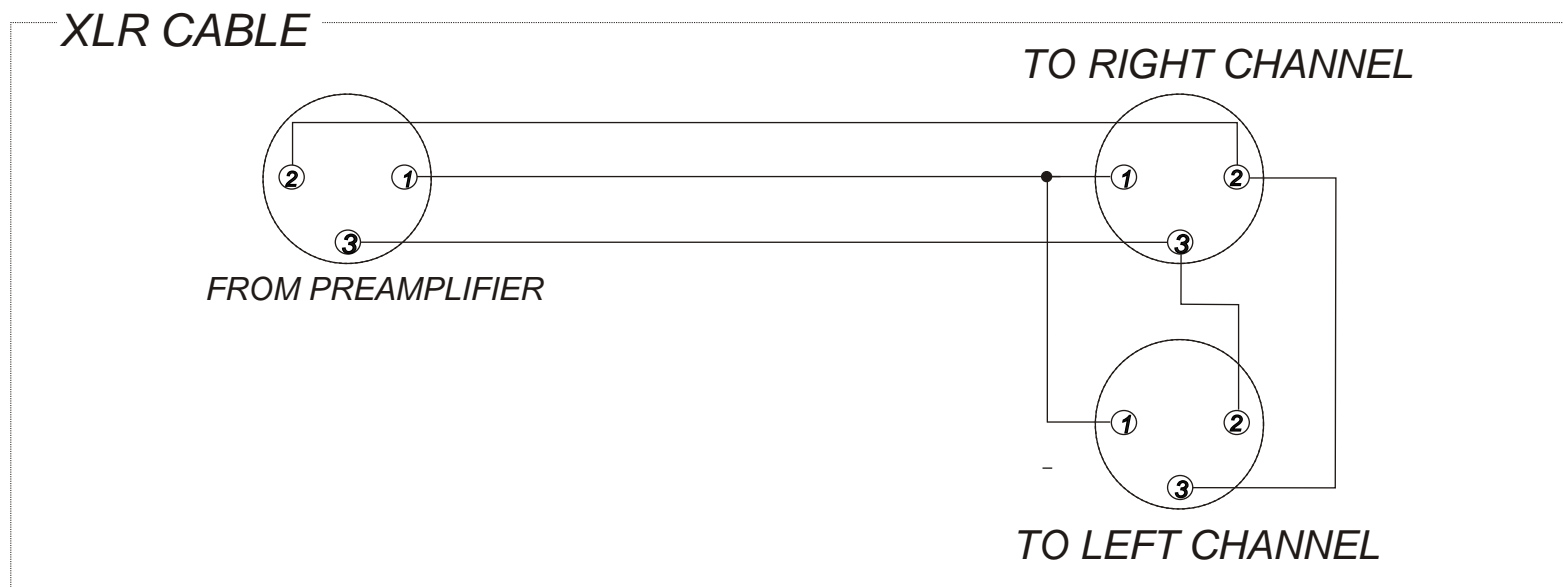 XLR CABLE
TO RIGHT CHANNEL
2 1 1 2
3 3
FROM PREAMPLIFIER
1 2
3
TO LEFT CHANNEL